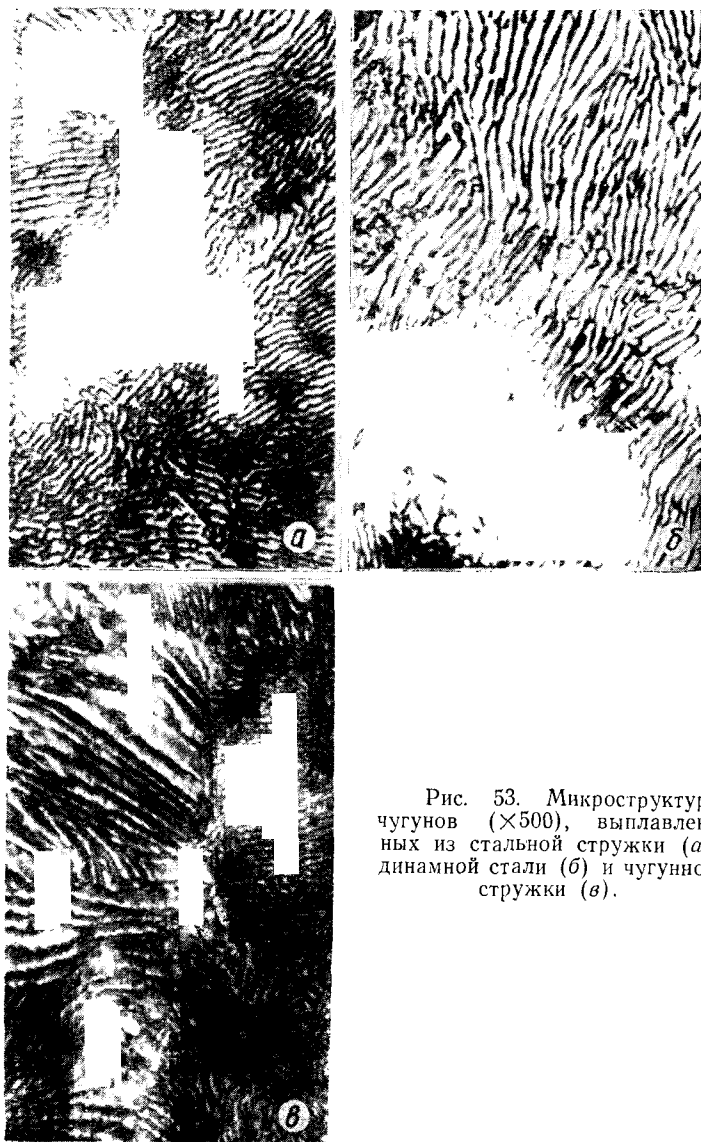 а
б
в
Рис. 53. Микроструктур
чугунов (×500), выплавлен
ных из стальной стружки (а
динамной стали (б) и чугунно
стружки (в).